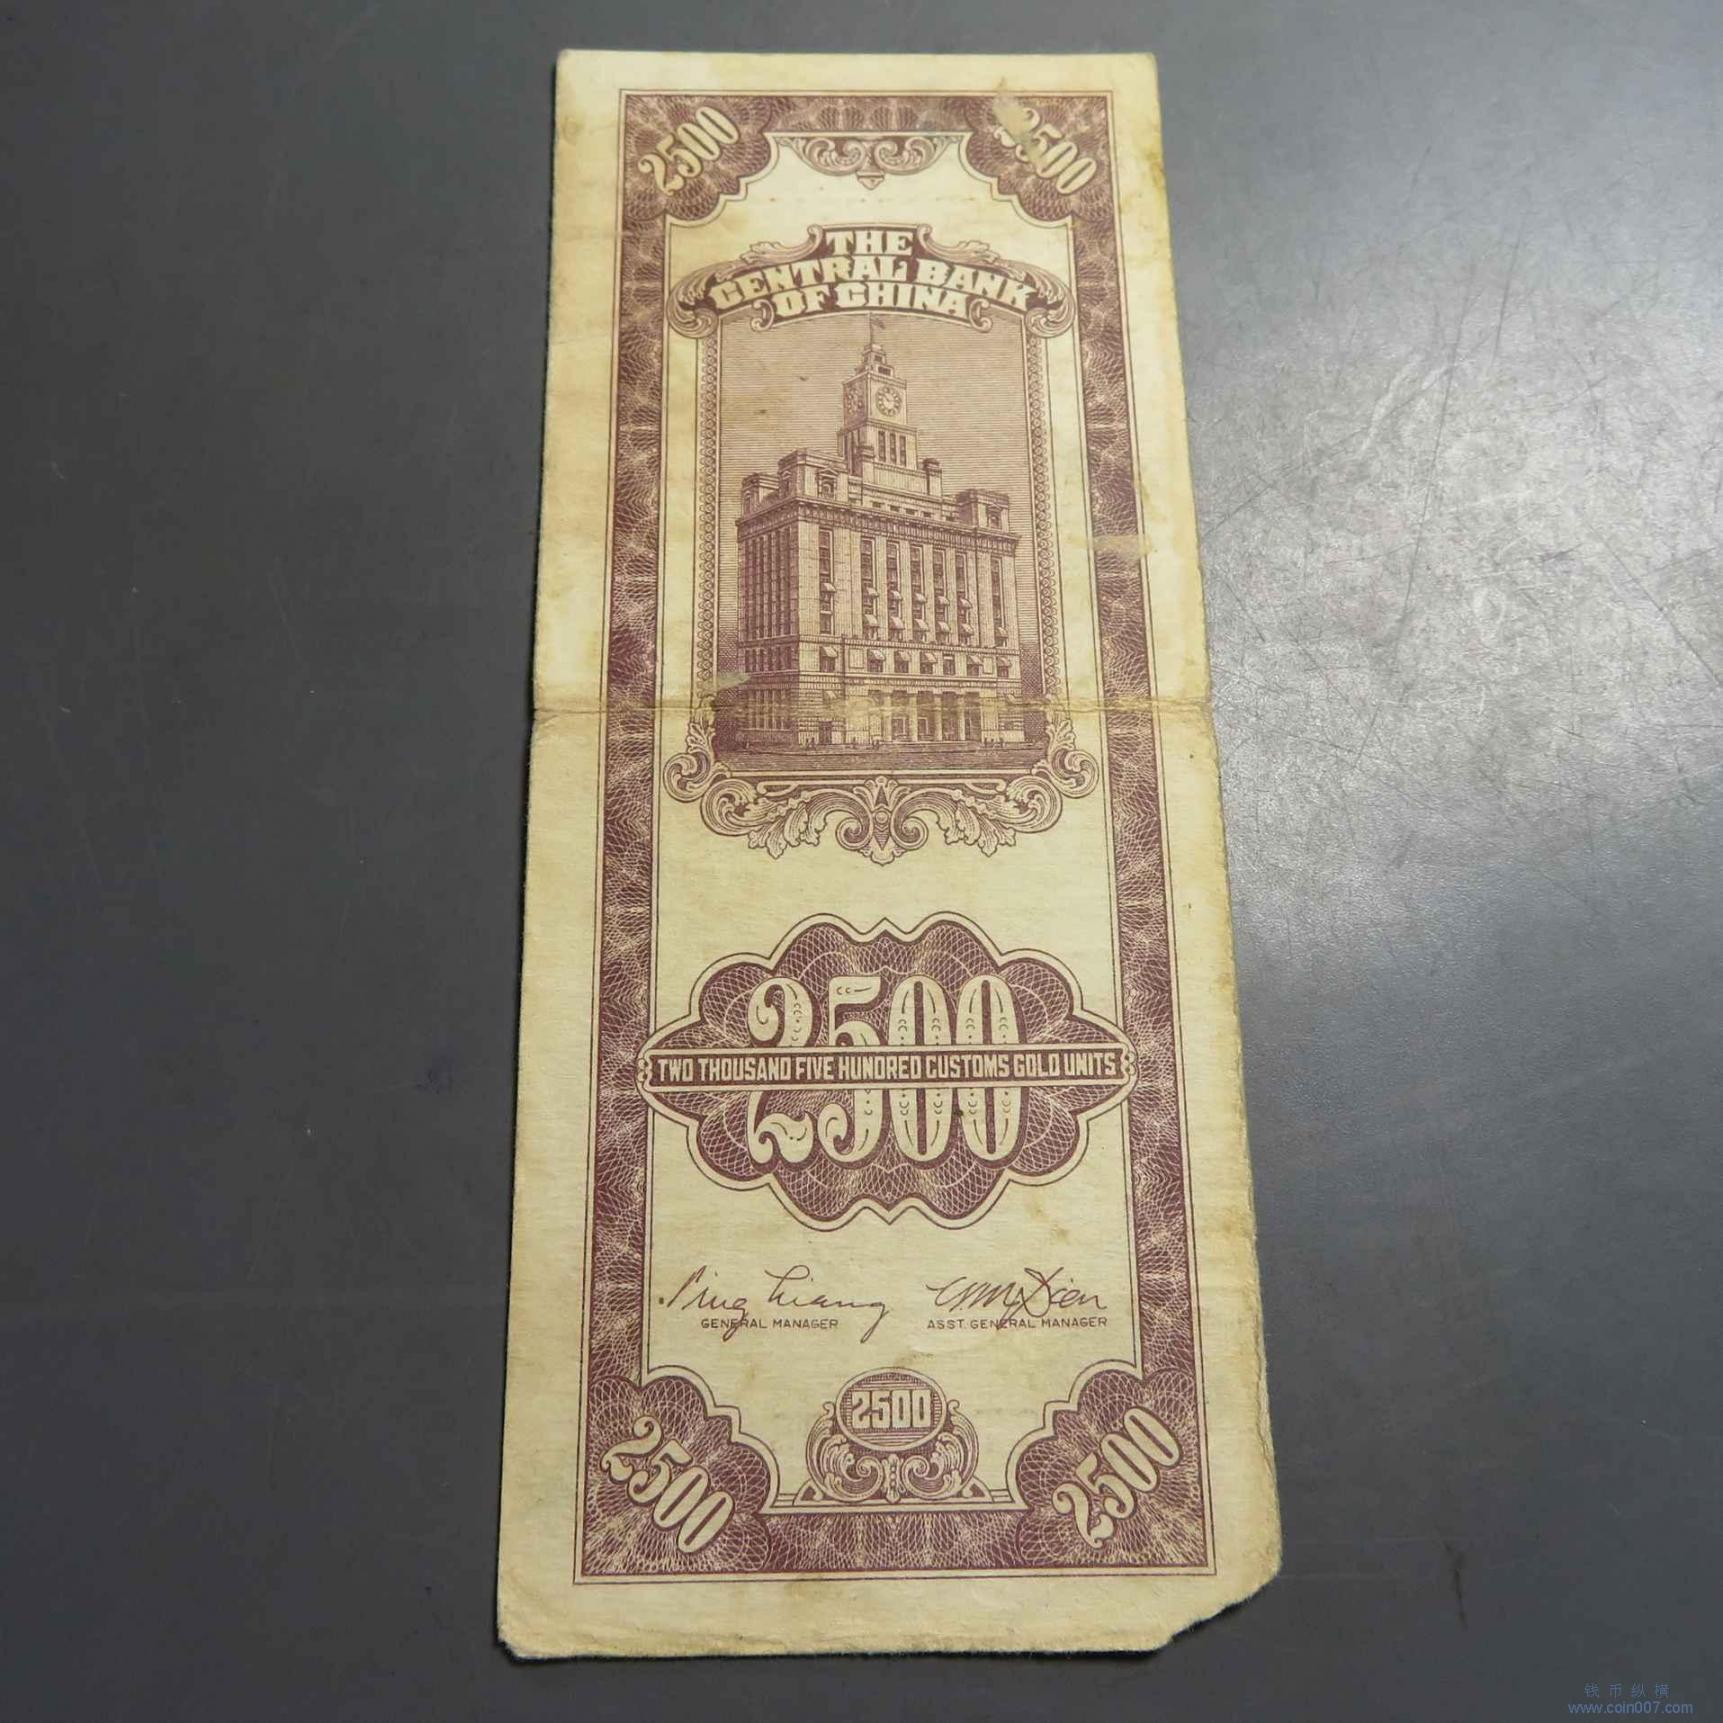 2500 2500
THE
CENTRAL BANK
OF CHINA
2500
TWO THOUSAND FIVE HUNDRED CUSTOMS GOLD UNITS
GENERAL MANAGER ASST. GENERAL MANAGER
2500
2500 2500
钱币纵横
www.coin007.com